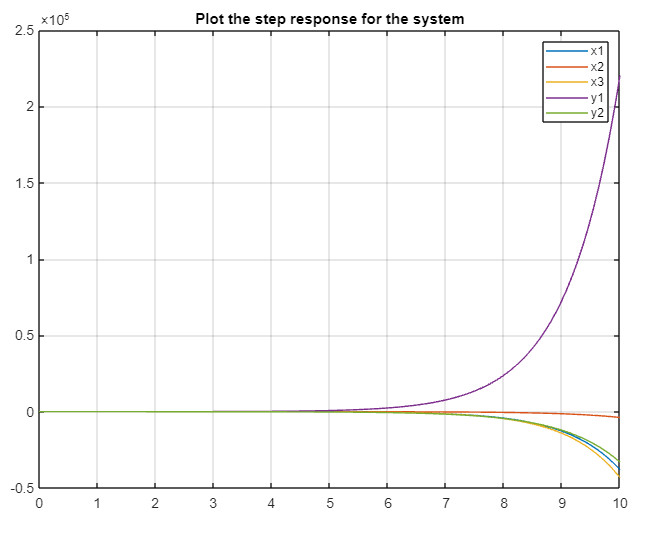 Plot the step response for the system
×10⁵
2.5
2
1.5
1
0.5
0
-0.5
0 1 2 3 4 5 6 7 8 9 10
x1
x2
x3
y1
y2